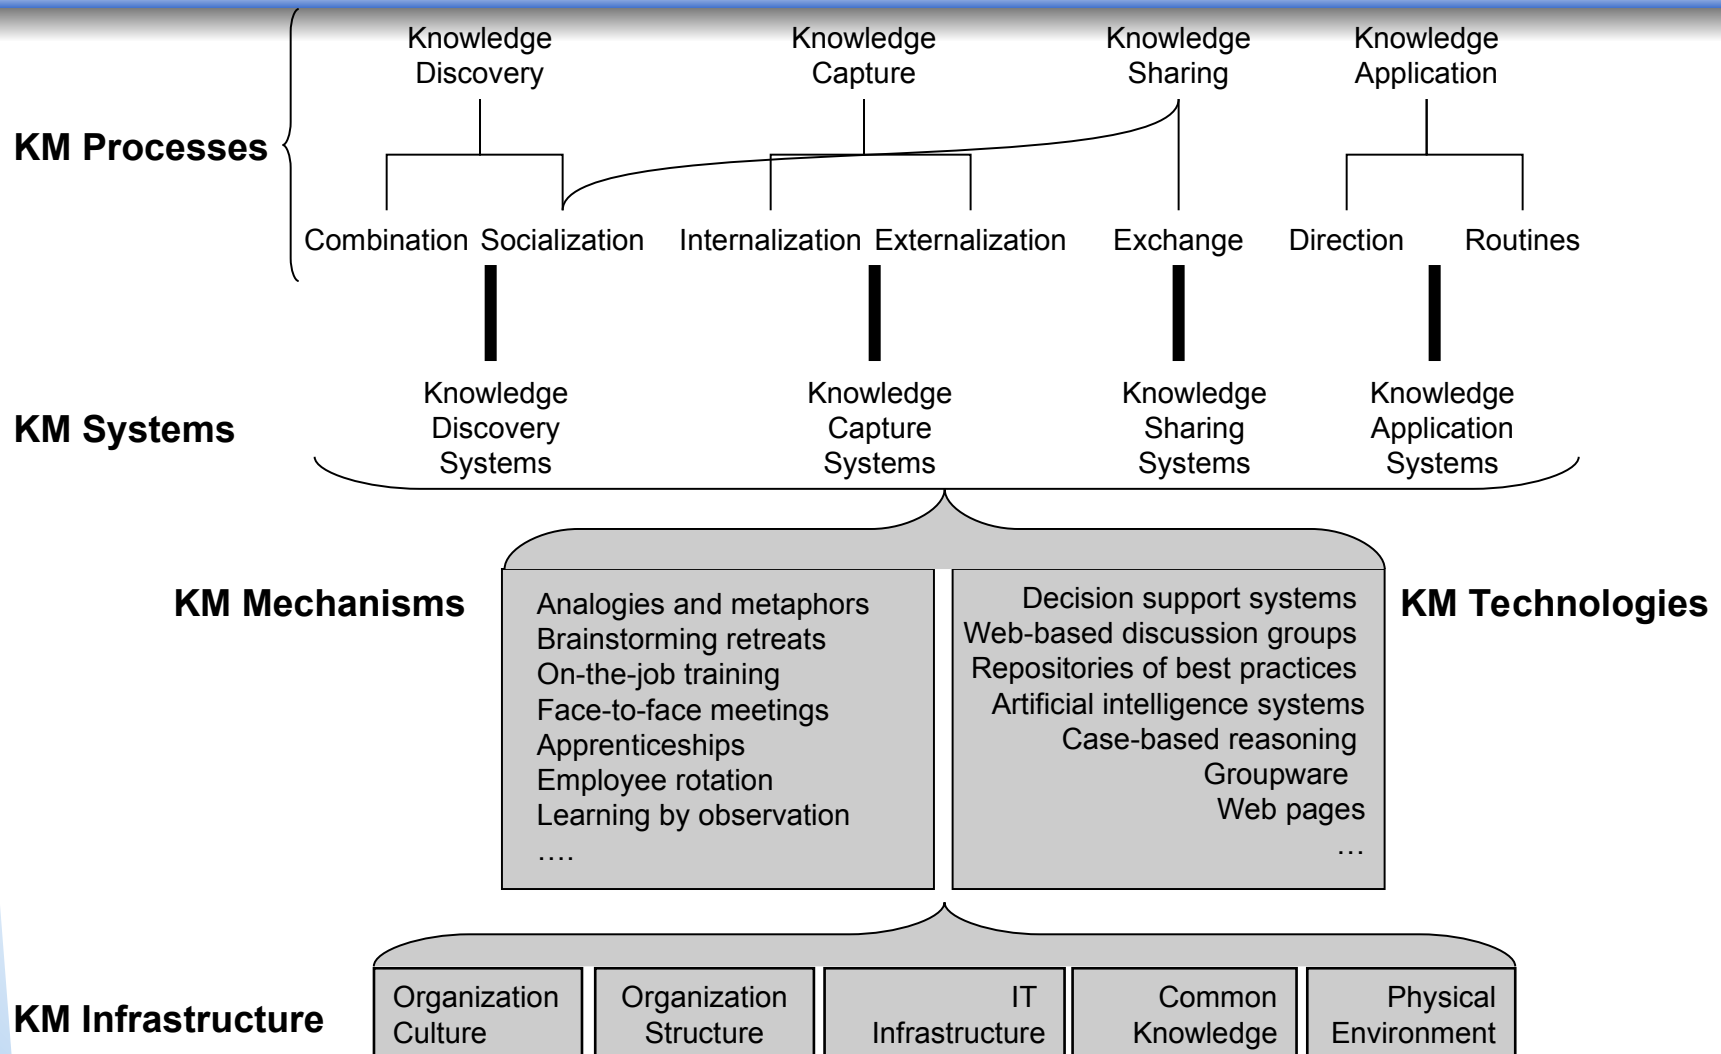 Knowledge
Discovery
Knowledge
Capture
Knowledge
Sharing
Knowledge
Application
KM Processes
Combination
Socialization
Internalization
Externalization
Exchange
Direction
Routines
KM Systems
Knowledge
Discovery
Systems
Knowledge
Capture
Systems
Knowledge
Sharing
Systems
Knowledge
Application
Systems
KM Mechanisms
Analogies and metaphors
Brainstorming retreats
On-the-job training
Face-to-face meetings
Apprenticeships
Employee rotation
Learning by observation
….
Decision support systems
Web-based discussion groups
Repositories of best practices
Artificial intelligence systems
Case-based reasoning
Groupware
Web pages
…
KM Technologies
KM Infrastructure
Organization
Culture
Organization
Structure
IT
Infrastructure
Common
Knowledge
Physical
Environment